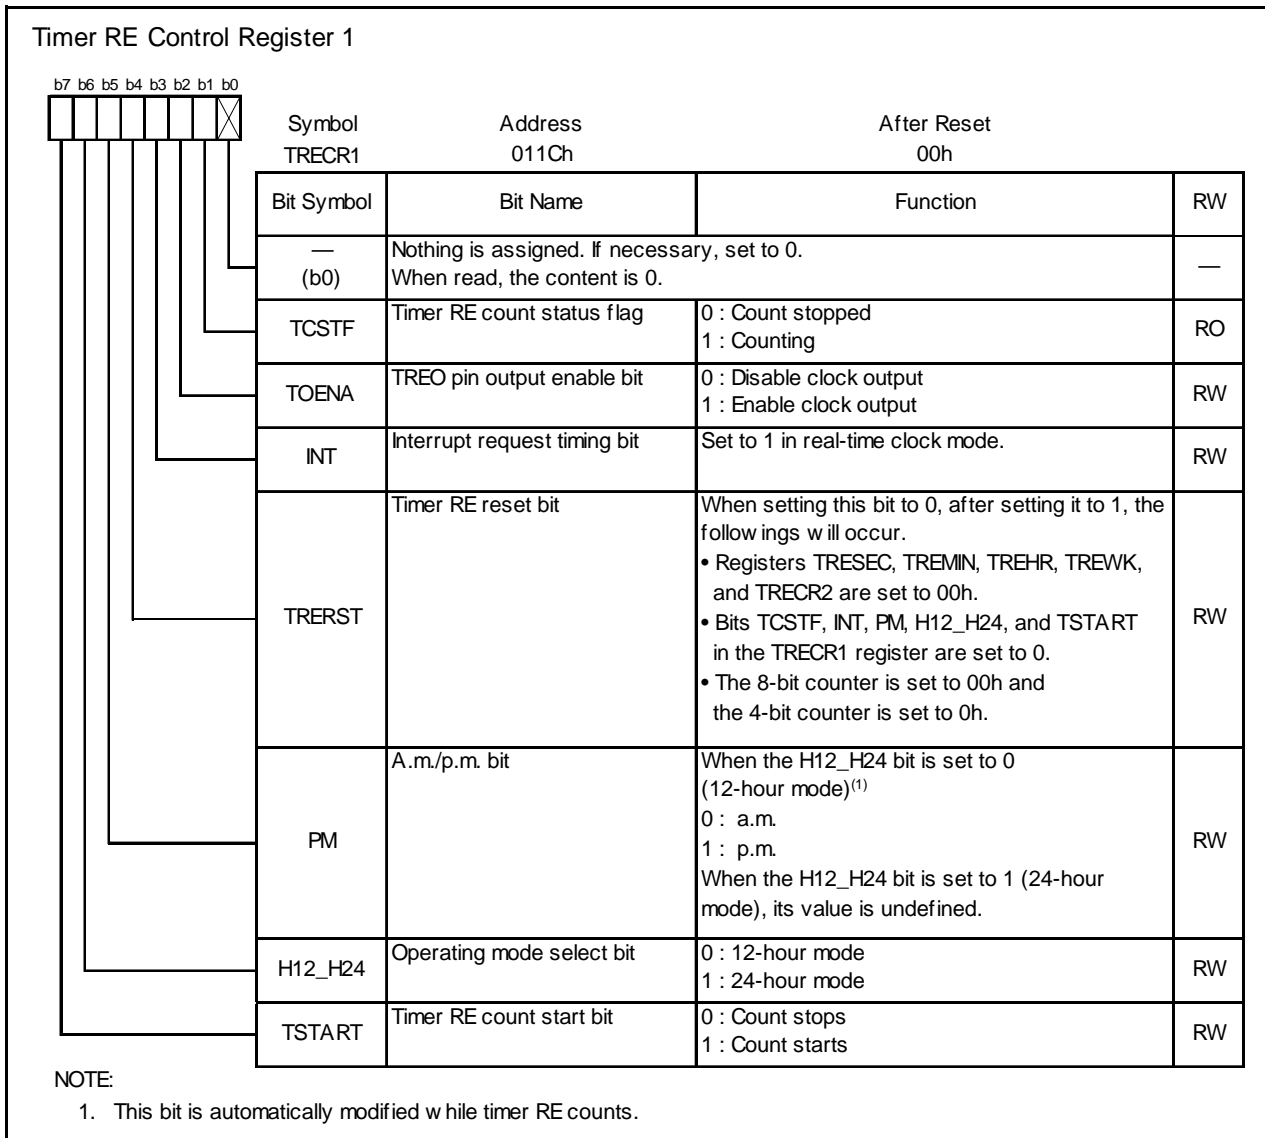 Timer RE Control Register 1
b7 b6 b5 b4 b3 b2 b1 b0
Symbol Address After Reset
TRECR1 011Ch 00h
Bit Symbol Bit Name Function RW
—
(b0)
Nothing is assigned. If necessary, set to 0.
When read, the content is 0.
—
TCSTF
Timer RE count status flag
0 : Count stopped
1 : Counting
RO
TOENA
TREO pin output enable bit
0 : Disable clock output
1 : Enable clock output
RW
INT
Interrupt request timing bit
Set to 1 in real-time clock mode.
RW
TRERST
Timer RE reset bit
When setting this bit to 0, after setting it to 1, the
followings will occur.
• Registers TRESEC, TREMIN, TREHR, TREWK,
and TRECR2 are set to 00h.
• Bits TCSTF, INT, PM, H12_H24, and TSTART
in the TRECR1 register are set to 0.
• The 8-bit counter is set to 00h and
the 4-bit counter is set to 0h.
RW
PM
A.m./p.m. bit
When the H12_H24 bit is set to 0
(12-hour mode)(1)
0 : a.m.
1 : p.m.
When the H12_H24 bit is set to 1 (24-hour
mode), its value is undefined.
RW
H12_H24
Operating mode select bit
0 : 12-hour mode
1 : 24-hour mode
RW
TSTART
Timer RE count start bit
0 : Count stops
1 : Count starts
RW
NOTE:
1. This bit is automatically modified while timer RE counts.